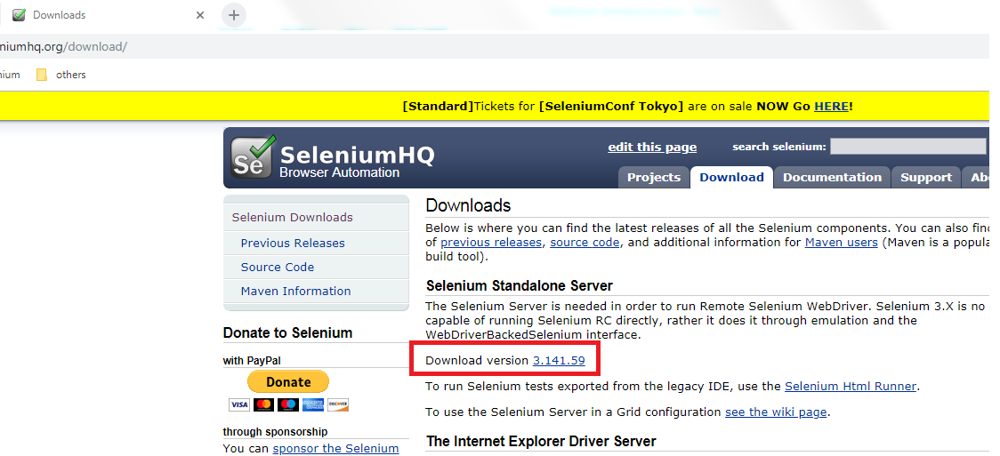 Downloads
niumhq.org/download/
nium others
[Standard]Tickets for [SeleniumConf Tokyo] are on sale NOW Go HERE!
Se SeleniumHQ
Browser Automation
edit this page
search selenium:
Projects Download Documentation Support Abo
Selenium Downloads
Previous Releases
Source Code
Maven Information
Donate to Selenium
with PayPal
Donate
VISA DISCOVER
through sponsorship
You can sponsor the Selenium
Downloads
Below is where you can find the latest releases of all the Selenium components. You can also fin
of previous releases, source code, and additional information for Maven users (Maven is a popula
build tool).
Selenium Standalone Server
The Selenium Server is needed in order to run Remote Selenium WebDriver. Selenium 3.X is no
capable of running Selenium RC directly, rather it does it through emulation and the
WebDriverBackedSelenium interface.
Download version 3.141.59
To run Selenium tests exported from the legacy IDE, use the Selenium Html Runner.
To use the Selenium Server in a Grid configuration see the wiki page.
The Internet Explorer Driver Server